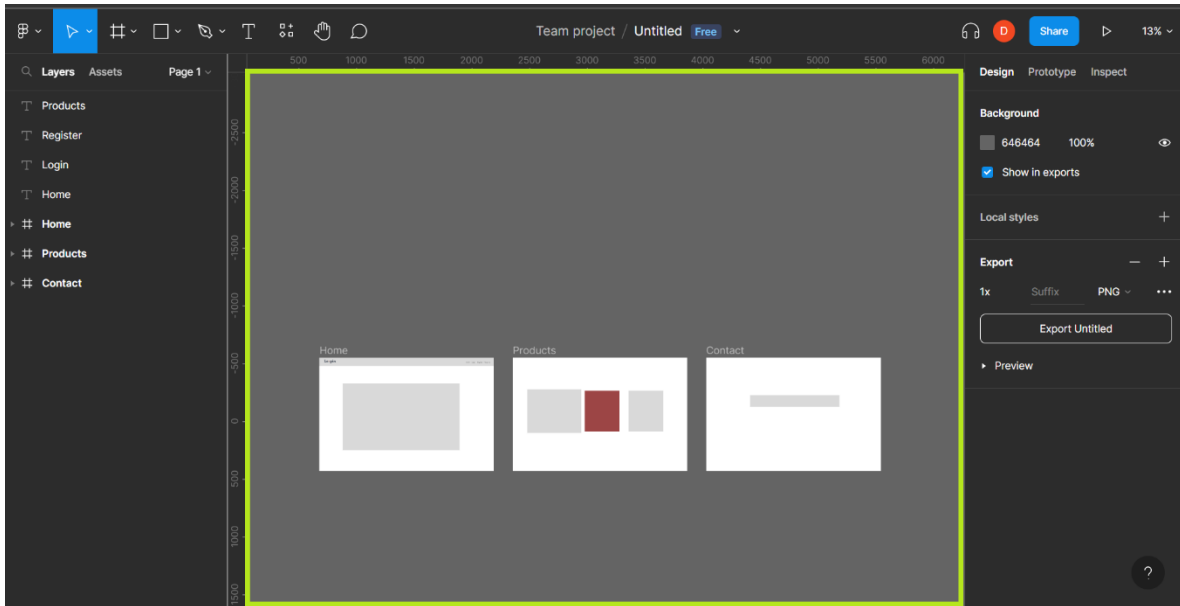 Team project / Untitled Free
D Share 13%
Layers Assets Page 1
Products
Register
Login
Home
Home
Products
Contact
500 1000 1500 2000 2500 3000 3500 4000 4500 5000 5500 6000
-2500
-2000
-1500
-1000
-500
0
500
1000
1500
Home Products Contact
Design Prototype Inspect
Background
646464 100%
Show in exports
Local styles
Export
1x Suffix PNG
Export Untitled
Preview
?